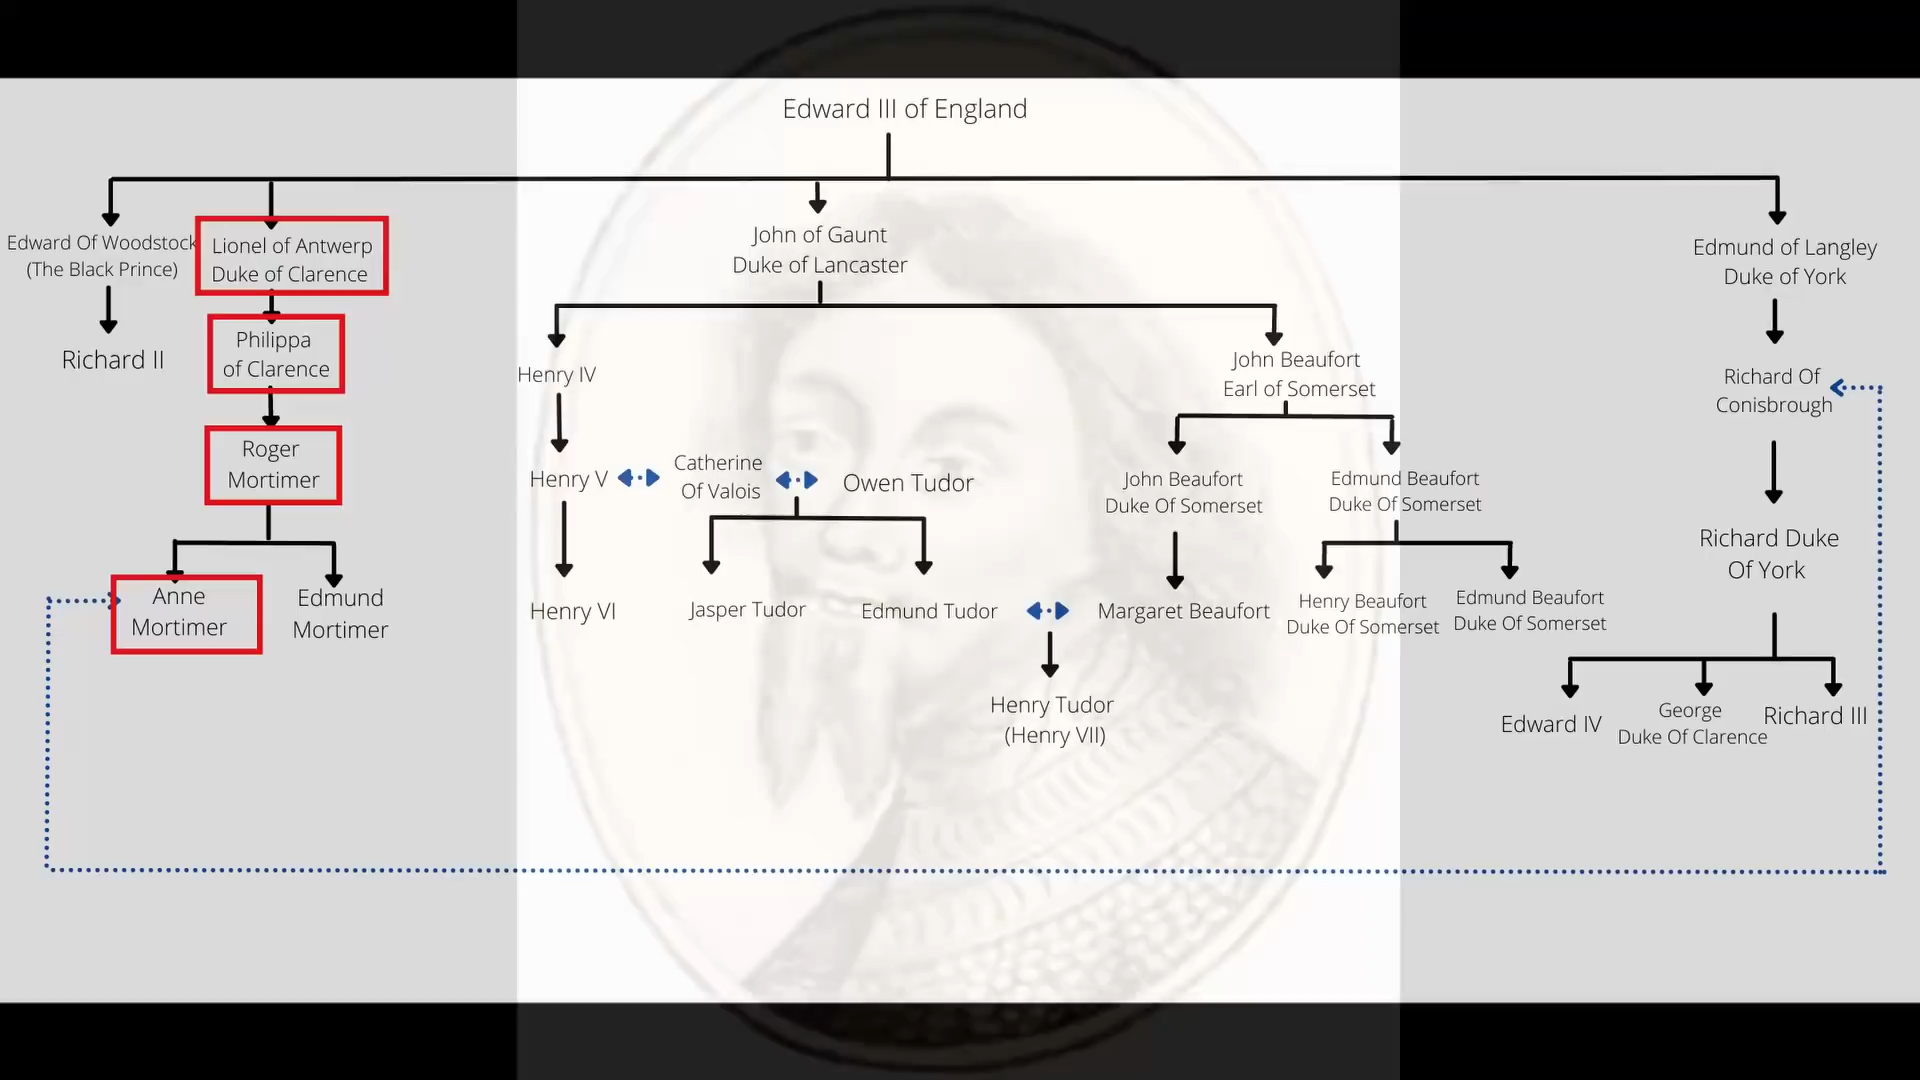 Edward III of England
Edward Of Woodstock
(The Black Prince)
Lionel of Antwerp
Duke of Clarence
John of Gaunt
Duke of Lancaster
Edmund of Langley
Duke of York
Richard II
Philippa
of Clarence
Henry IV
John Beaufort
Earl of Somerset
Richard Of
Conisbrough
Roger
Mortimer
Henry V
Catherine
Of Valois
Owen Tudor
John Beaufort
Duke Of Somerset
Edmund Beaufort
Duke Of Somerset
Richard Duke
Of York
Anne
Mortimer
Edmund
Mortimer
Henry VI
Jasper Tudor
Edmund Tudor
Margaret Beaufort
Henry Beaufort
Duke Of Somerset
Edmund Beaufort
Duke Of Somerset
Henry Tudor
(Henry VII)
Edward IV
George
Duke Of Clarence
Richard III